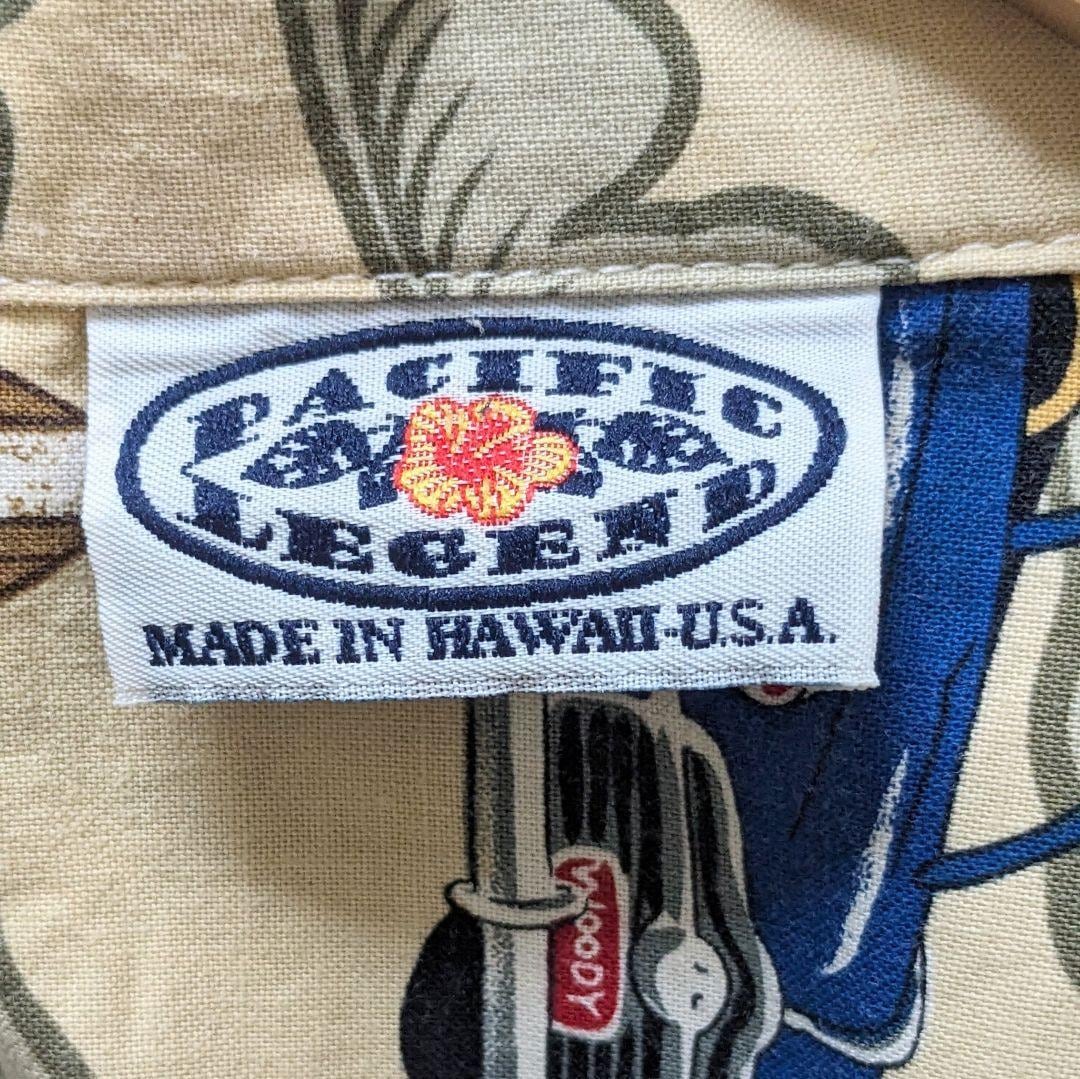 PACIFIC
LEGEND
MADE IN HAWAII-U.S.A.
WOODY